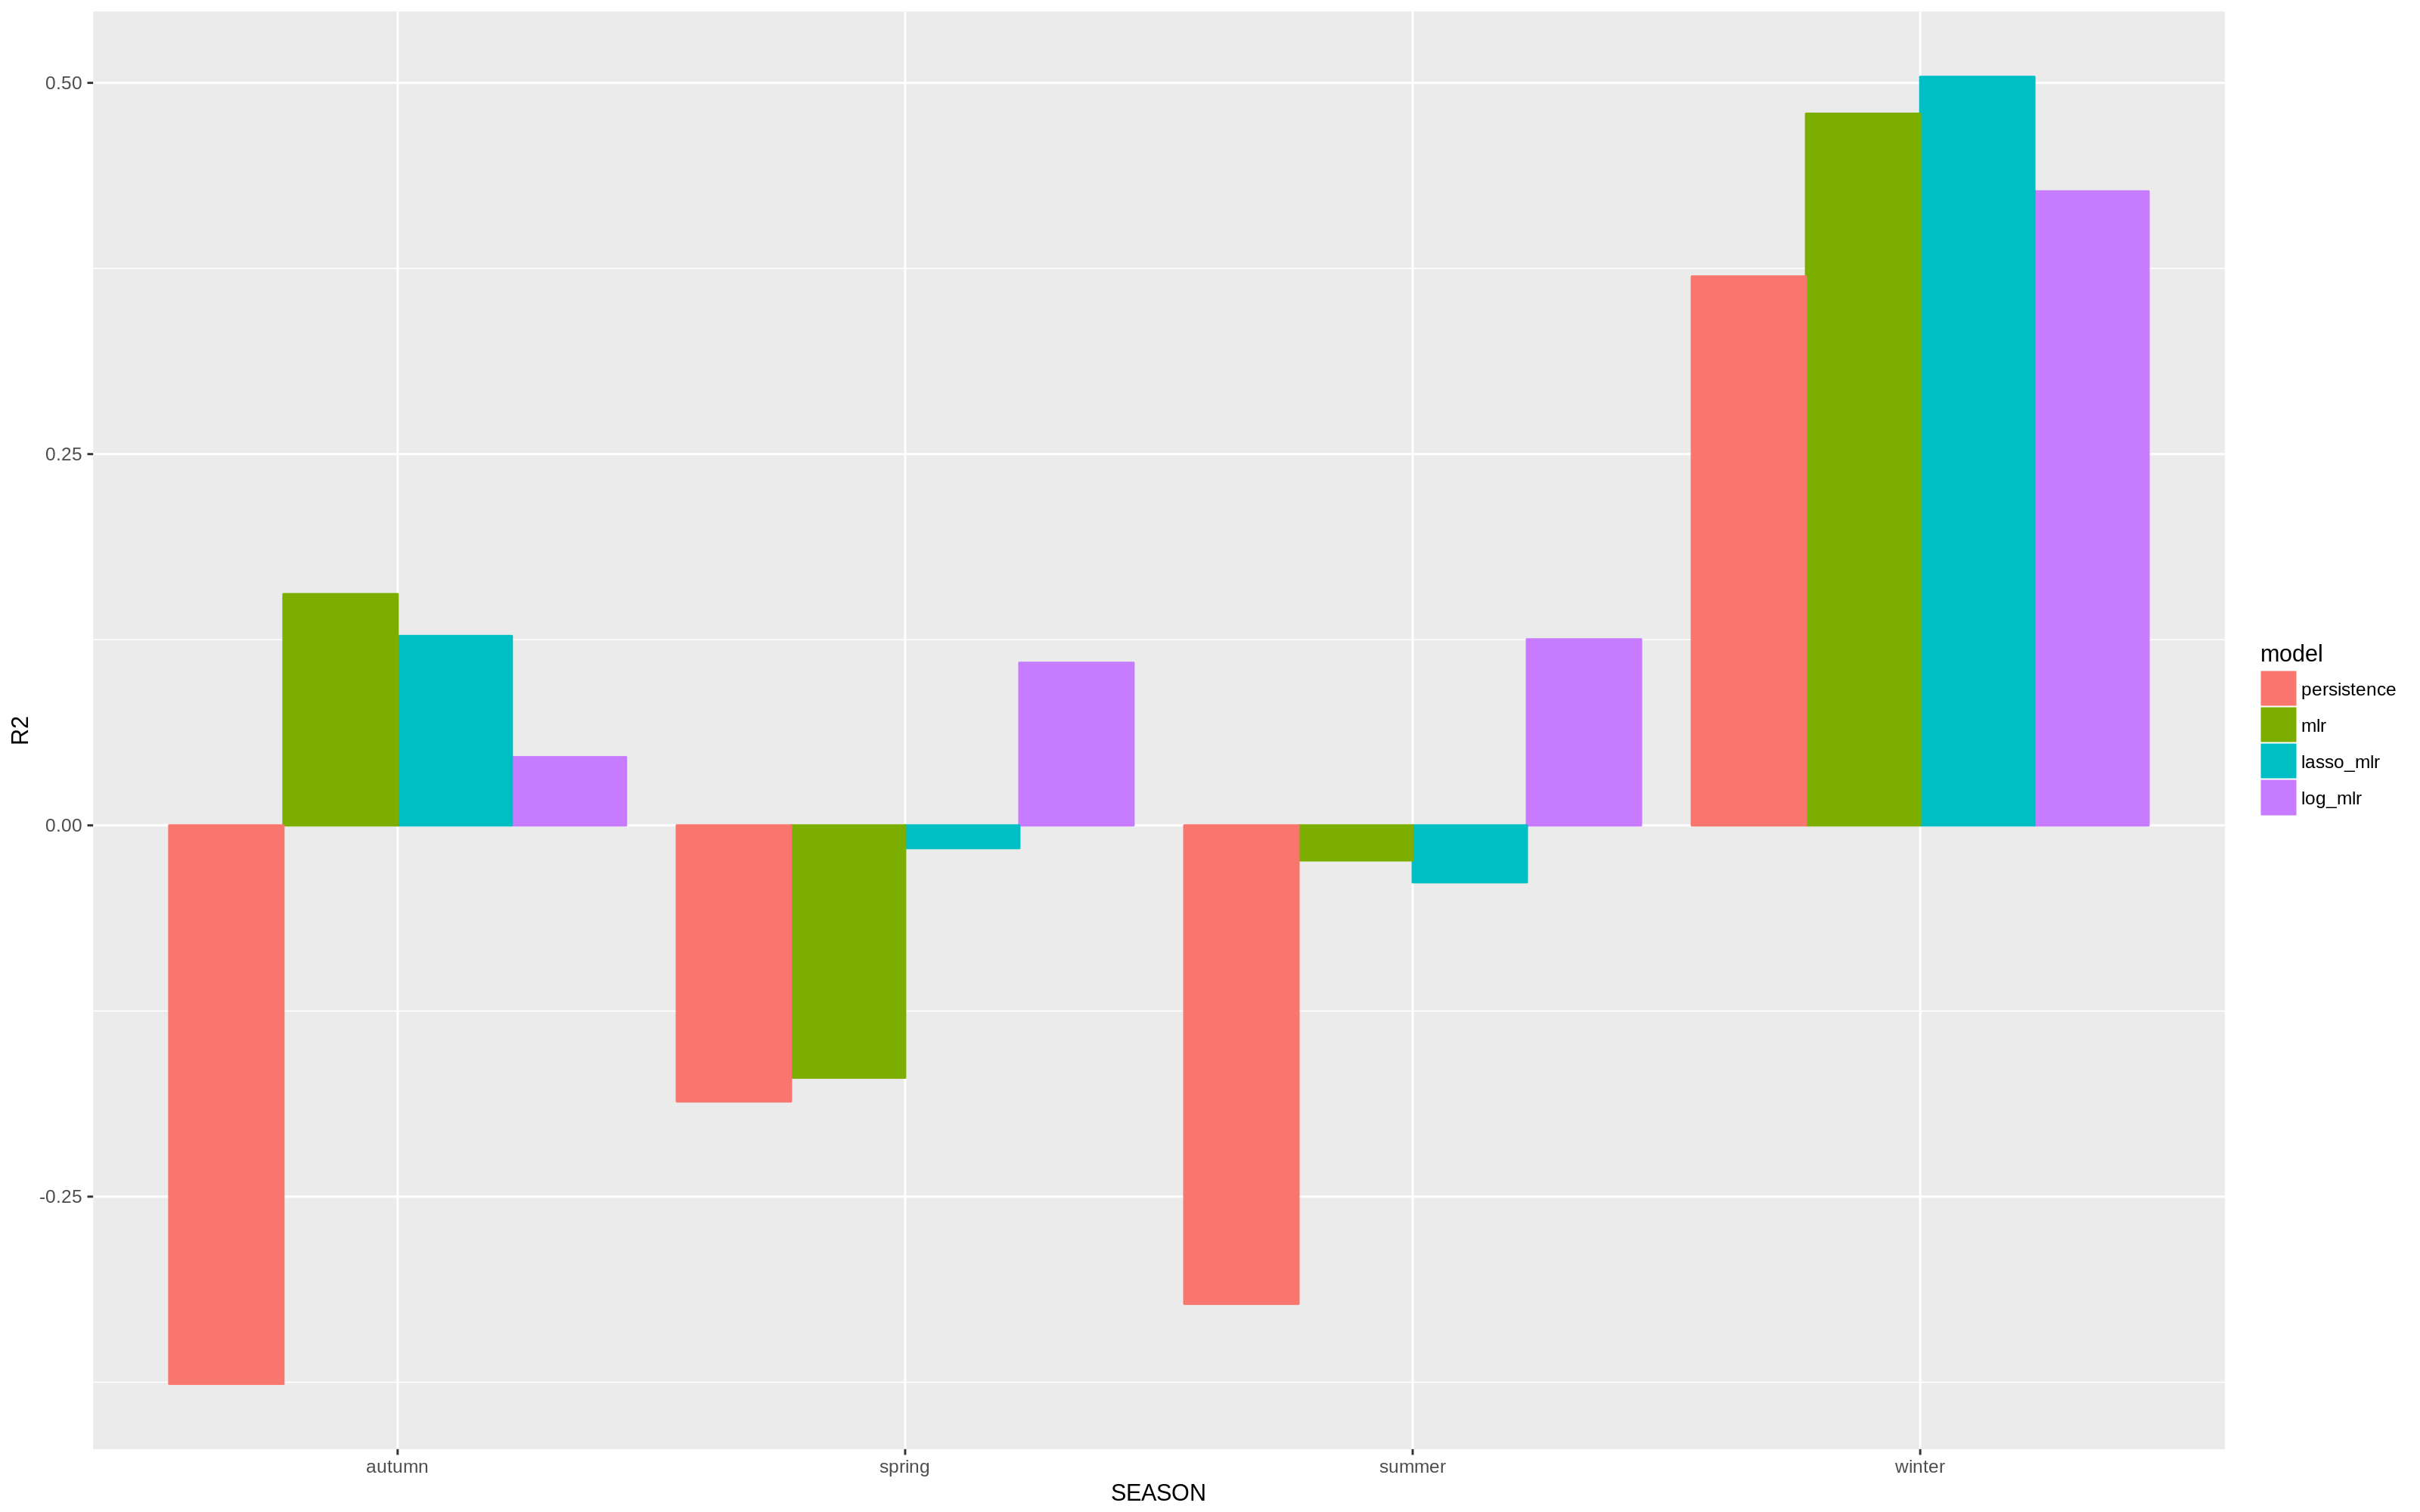 0.50
0.25
0.00
-0.25
R2
autumn spring summer winter
SEASON
model
persistence
mlr
lasso_mlr
log_mlr